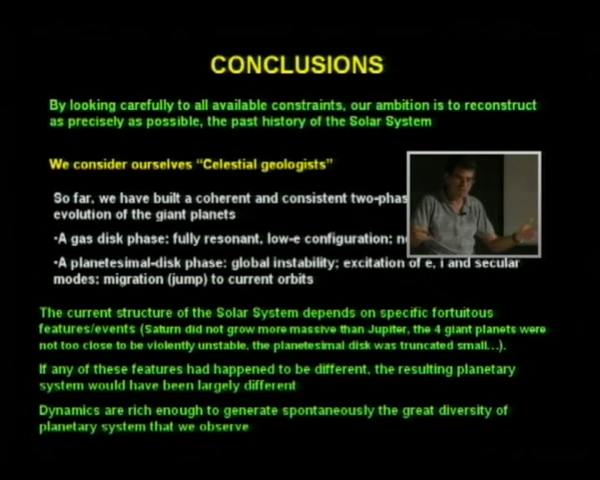 CONCLUSIONS
By looking carefully to all available constraints, our ambition is to reconstruct
as precisely as possible, the past history of the Solar System
We consider ourselves “Celestial geologists”
So far, we have built a coherent and consistent two-phas
evolution of the giant planets
•A gas disk phase: fully resonant, low-e configuration;
•A planetesimal-disk phase: global instability; excitation of e, i and secular
modes; migration (jump) to current orbits
The current structure of the Solar System depends on specific fortuitous
features/events (Saturn did not grow more massive than Jupiter, the 4 giant planets were
not too close to be violently unstable, the planetesimal disk was truncated small...).
If any of these features had happened to be different, the resulting planetary
system would have been largely different
Dynamics are rich enough to generate spontaneously the great diversity of
planetary system that we observe